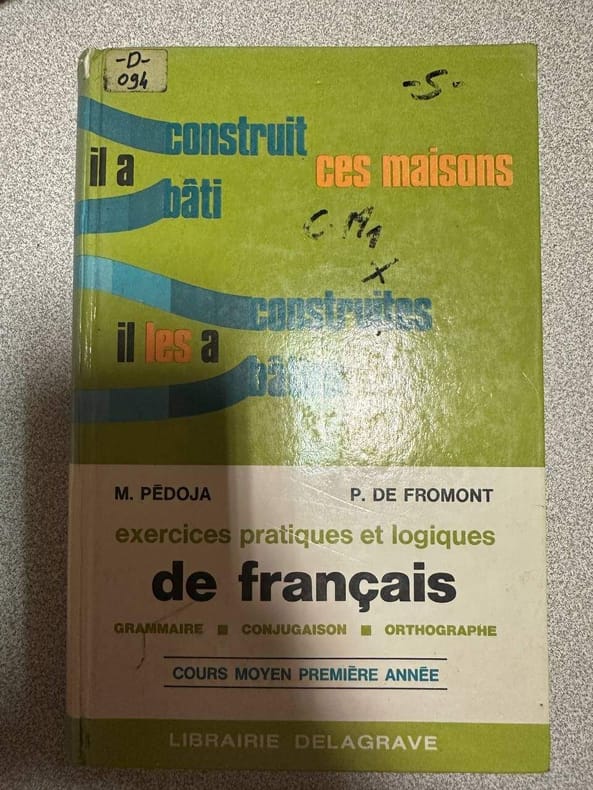 -D-
094
-S-
construit
il a ces maisons
bâti
C.M1
X
construites
il les a
bâties
M. PÉDOJA P. DE FROMONT
exercices pratiques et logiques
de français
GRAMMAIRE ■ CONJUGAISON ■ ORTHOGRAPHE
COURS MOYEN PREMIÈRE ANNÉE
LIBRAIRIE DELAGRAVE